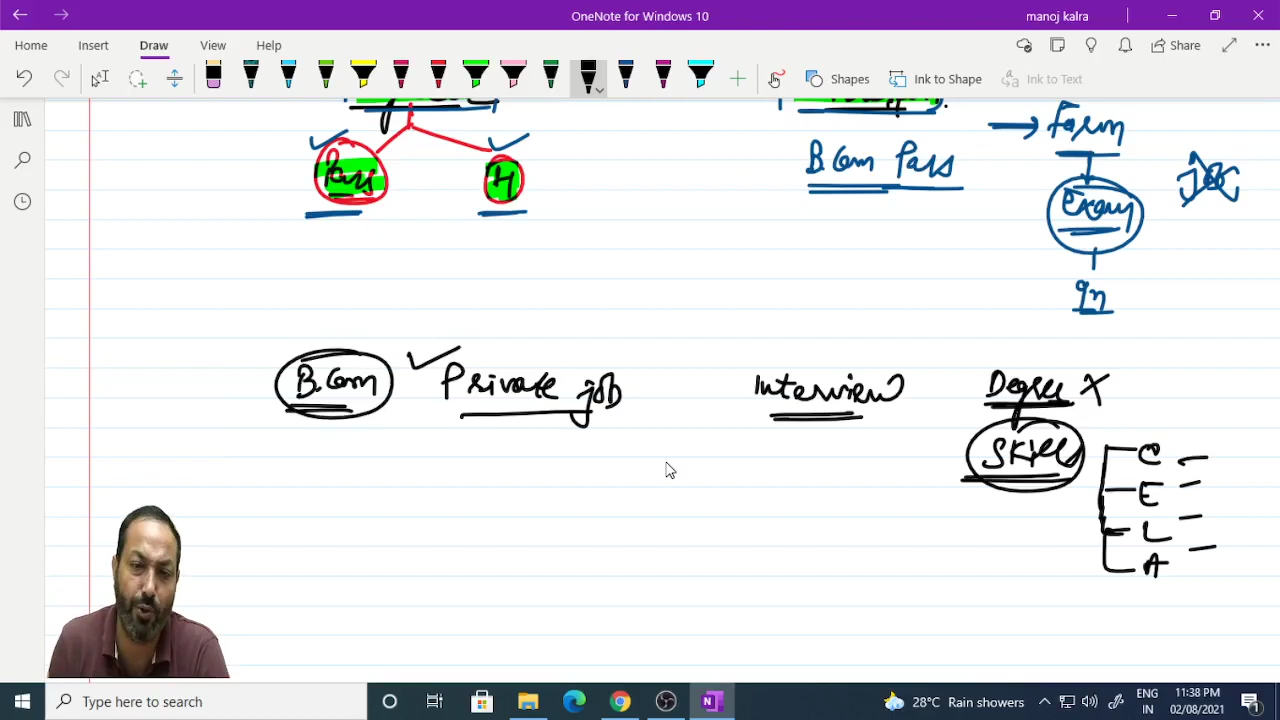 OneNote for Windows 10
manoj kalra
Home Insert Draw View Help
Share
Shapes Ink to Shape Ink to Text
Pass H
B Com Pass
Form
Exam
B.Com Private job Interview Degree X
Skill
C
E
L
A
Type here to search
28°C Rain showers
ENG
IN
11:38 PM
02/08/2021
1